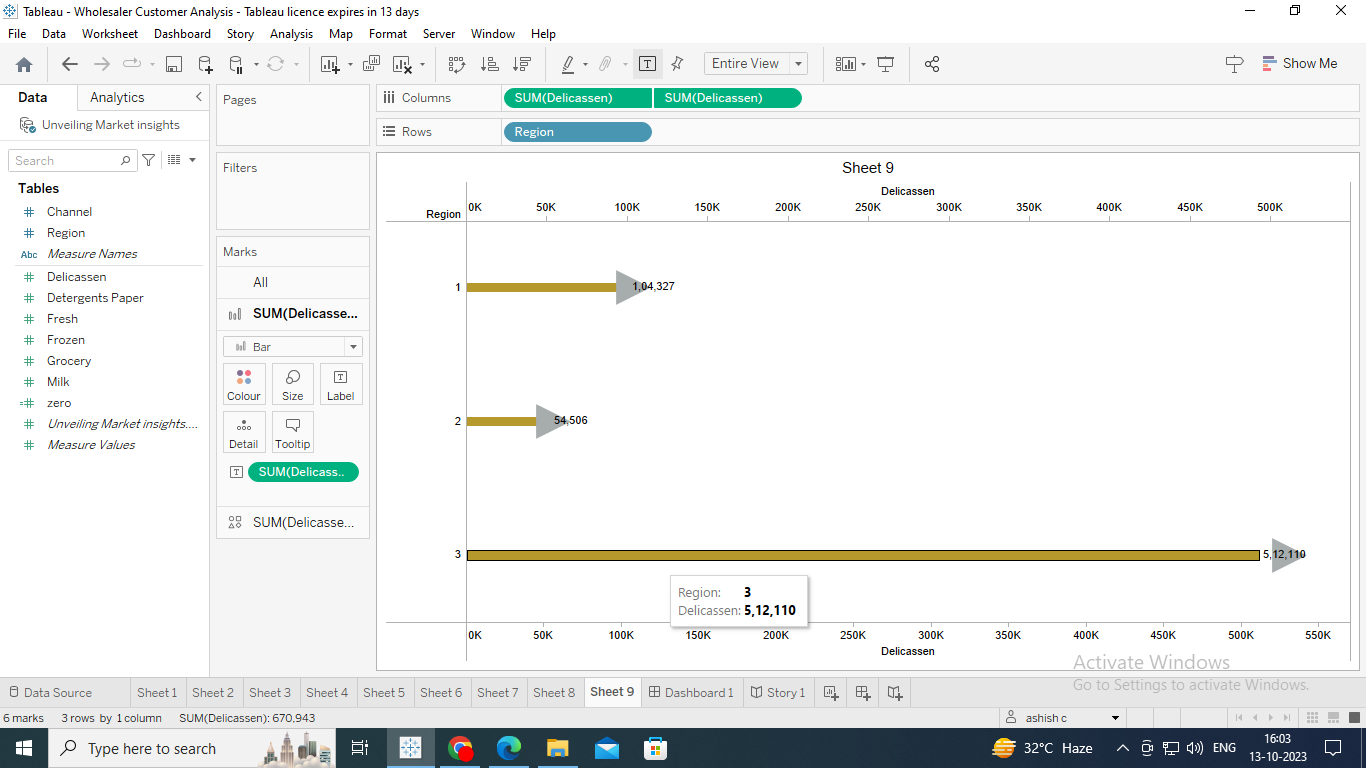 Tableau - Wholesaler Customer Analysis - Tableau licence expires in 13 days
File Data Worksheet Dashboard Story Analysis Map Format Server Window Help
Entire View
Show Me
Data Analytics
Unveiling Market insights
Search
Tables
Channel
Region
Abc Measure Names
Delicassen
Detergents Paper
Fresh
Frozen
Grocery
Milk
zero
Unveiling Market insights....
Measure Values
Pages
Filters
Marks
All
SUM(Delicasse...
Bar
Colour Size Label
Detail Tooltip
SUM(Delicass..
SUM(Delicasse...
Columns SUM(Delicassen) SUM(Delicassen)
Rows Region
Sheet 9
Delicassen
Region 0K 50K 100K 150K 200K 250K 300K 350K 400K 450K 500K
1 1,04,327
2 54,506
3 5,12,110
Region: 3
Delicassen: 5,12,110
0K 50K 100K 150K 200K 250K 300K 350K 400K 450K 500K 550K
Delicassen
Activate Windows
Go to Settings to activate Windows.
Data Source Sheet 1 Sheet 2 Sheet 3 Sheet 4 Sheet 5 Sheet 6 Sheet 7 Sheet 8 Sheet 9 Dashboard 1 Story 1
6 marks 3 rows by 1 column SUM(Delicassen): 670,943 ashish c
Type here to search 32°C Haze ENG 16:03
13-10-2023